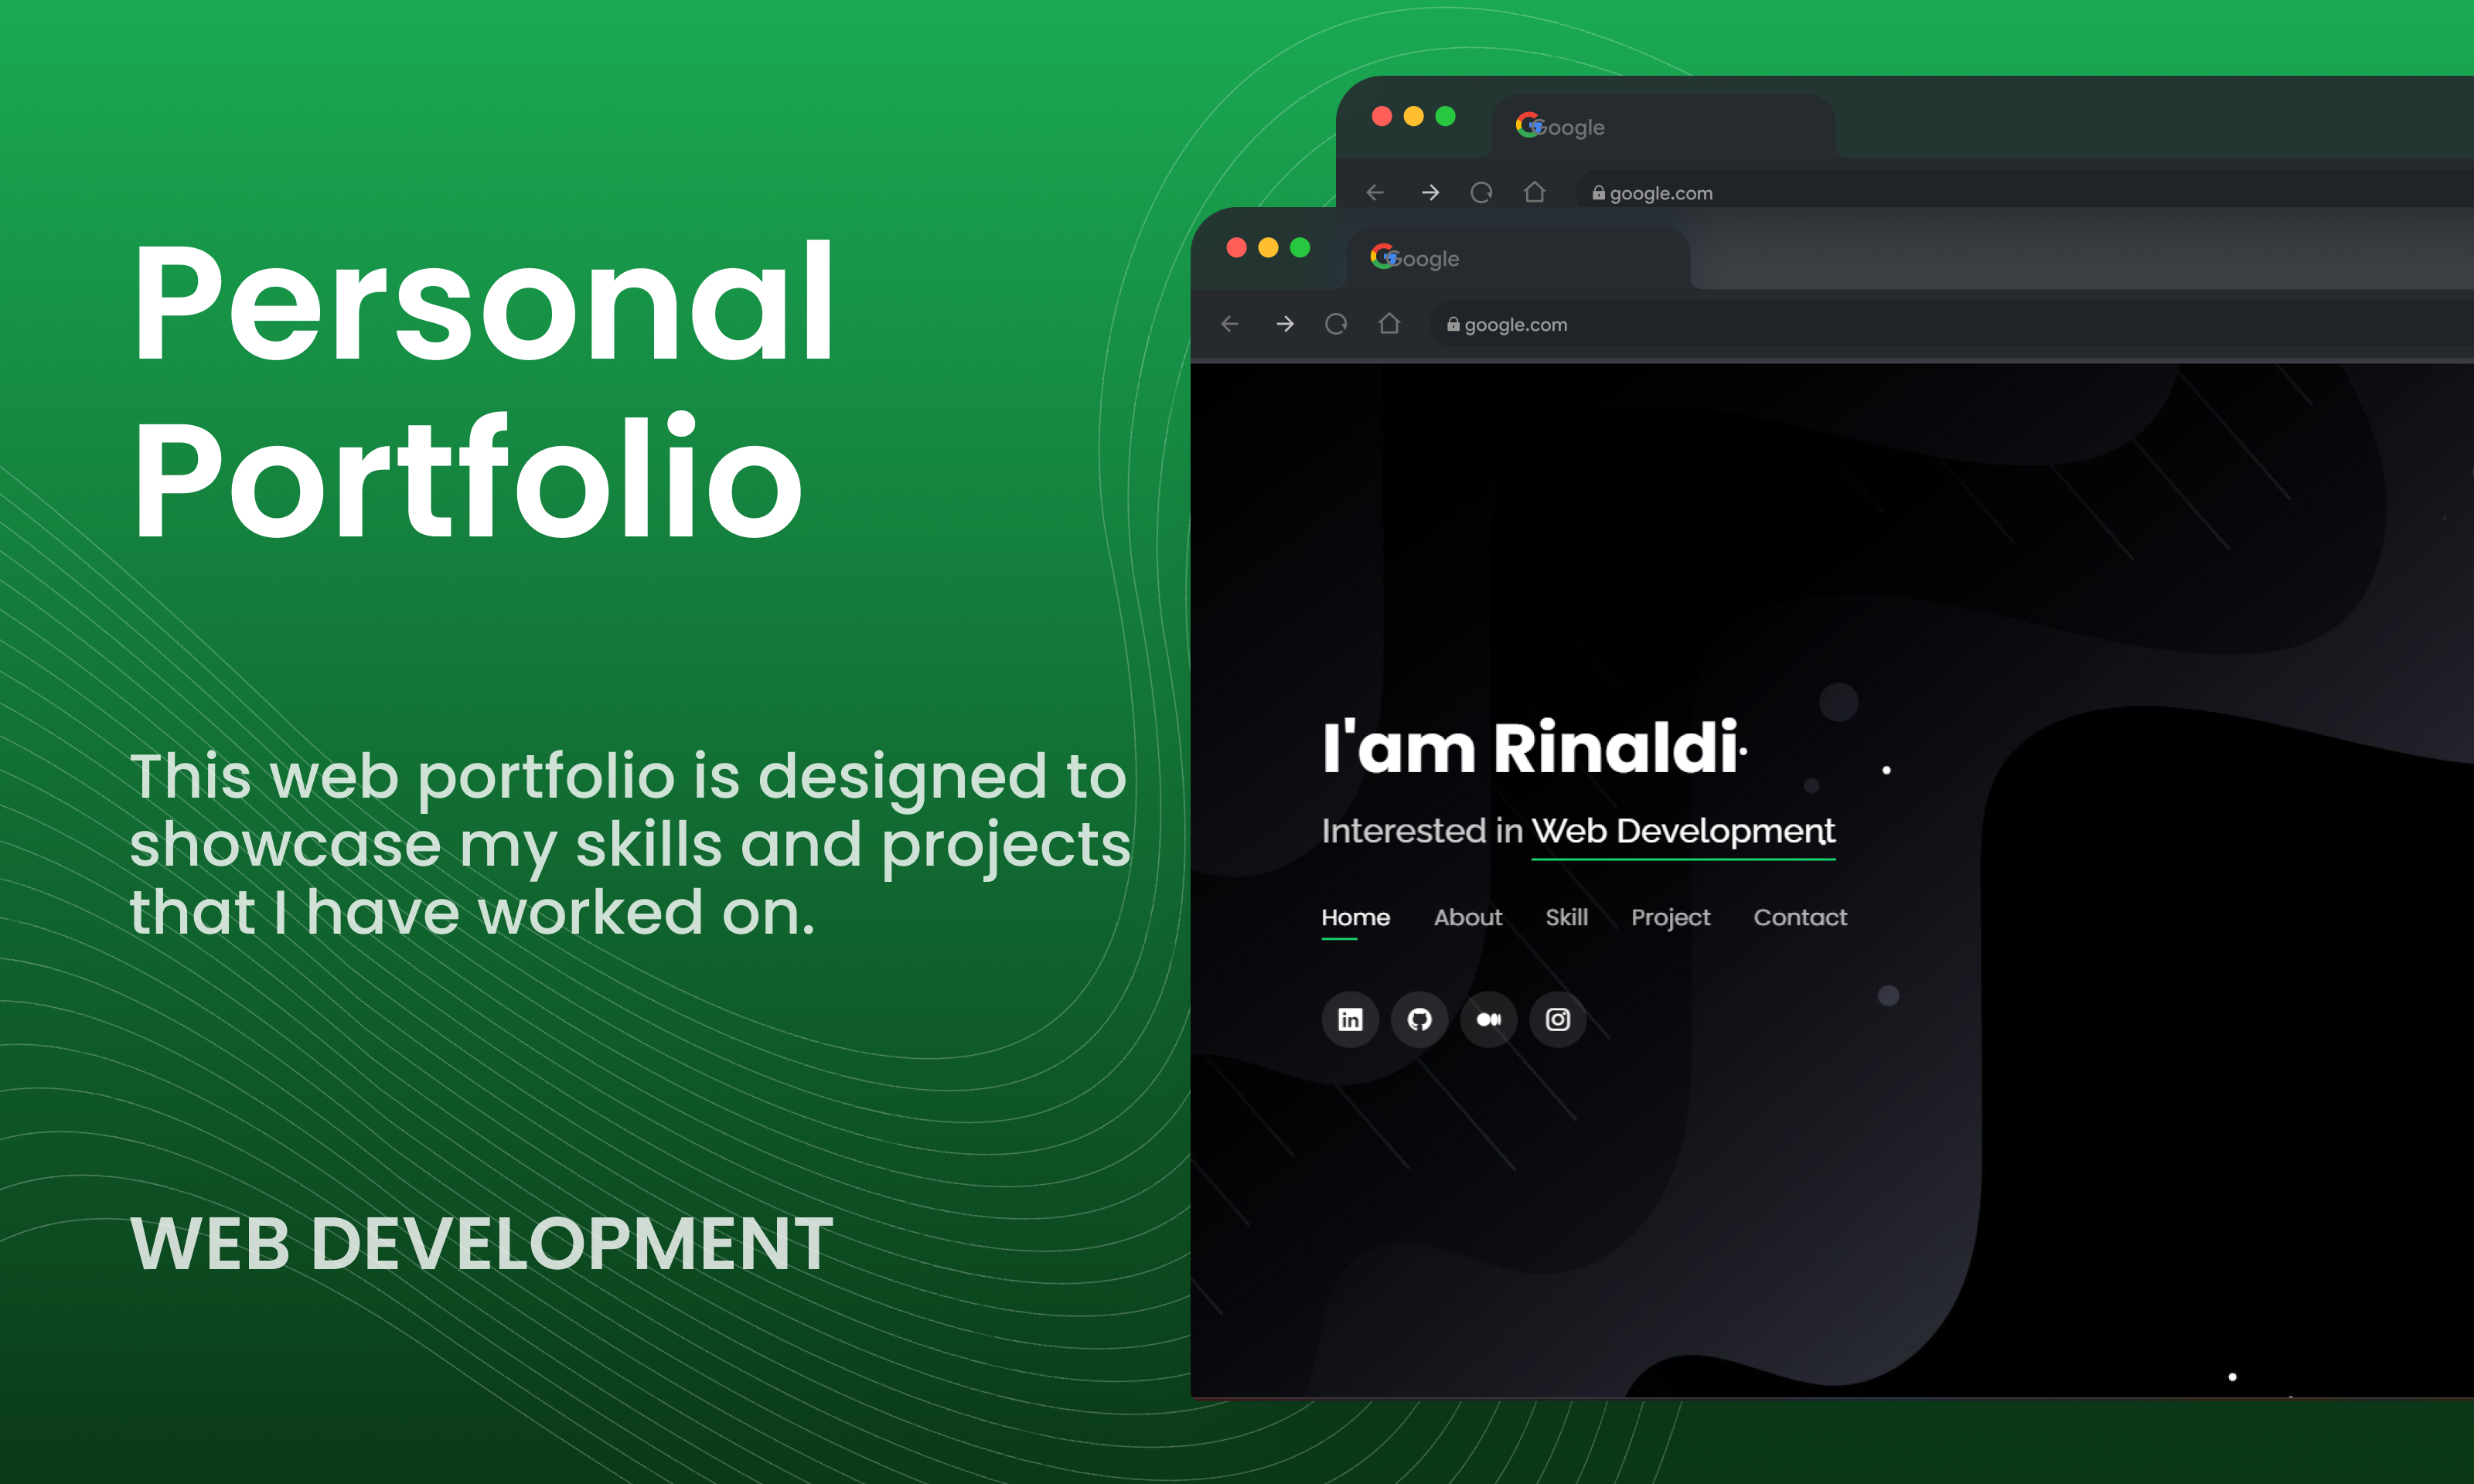 Personal
Portfolio
This web portfolio is designed to
showcase my skills and projects
that I have worked on.
WEB DEVELOPMENT
Google
google.com
Google
google.com
I'am Rinaldi
Interested in Web Development
Home About Skill Project Contact
in